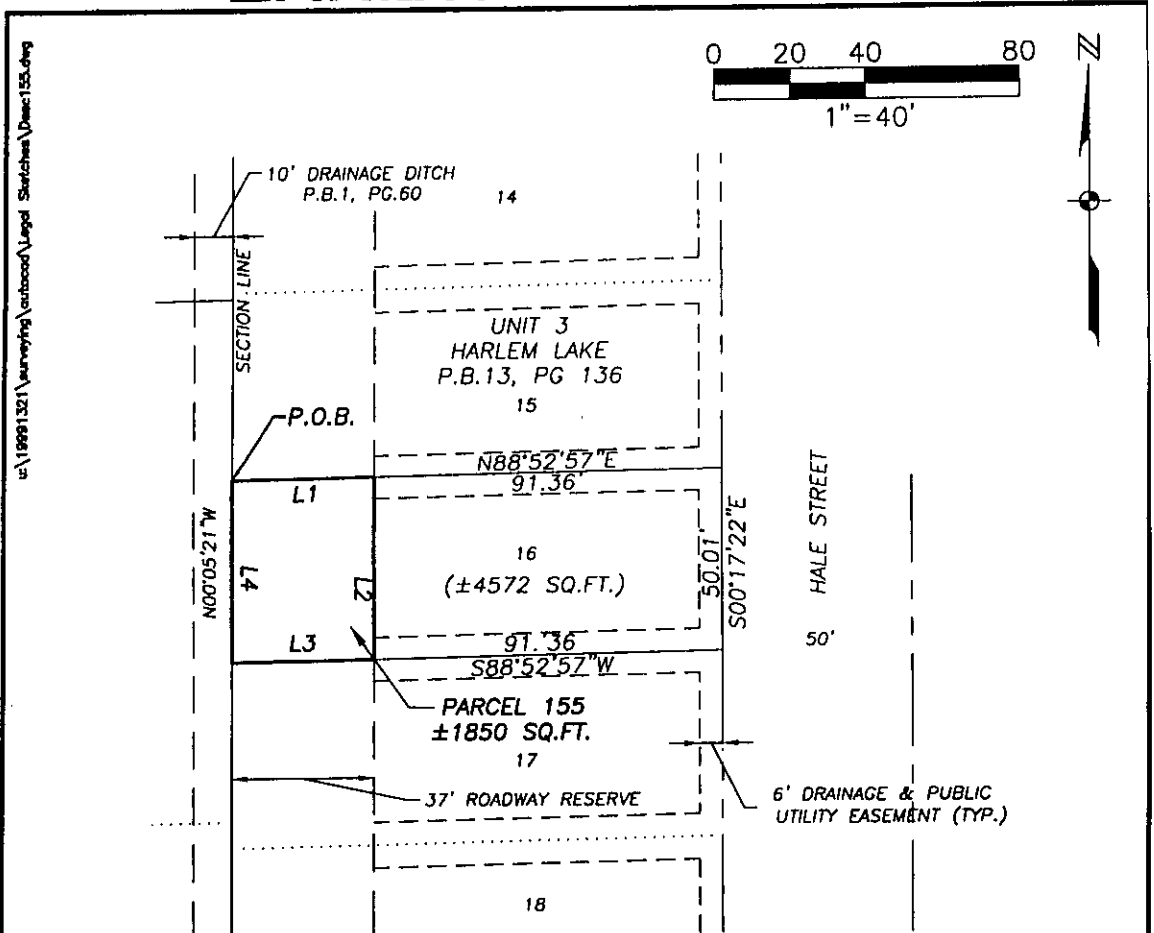 u:\19991321\surveying\autocad\Legal Sketches\Desc155.dwg
0 20 40 80
1"=40'
N
10' DRAINAGE DITCH
P.B.1, PG.60
14
SECTION LINE
UNIT 3
HARLEM LAKE
P.B.13, PG 136
15
P.O.B.
N88°52'57"E
91.36'
L1
N00°05'21"W
L4
L2
16
(±4572 SQ.FT.)
50.01'
S00°17'22"E
HALE STREET
50'
L3
91.'36
S88°52'57"W
PARCEL 155
±1850 SQ.FT.
17
37' ROADWAY RESERVE
6' DRAINAGE & PUBLIC
UTILITY EASEMENT (TYP.)
18